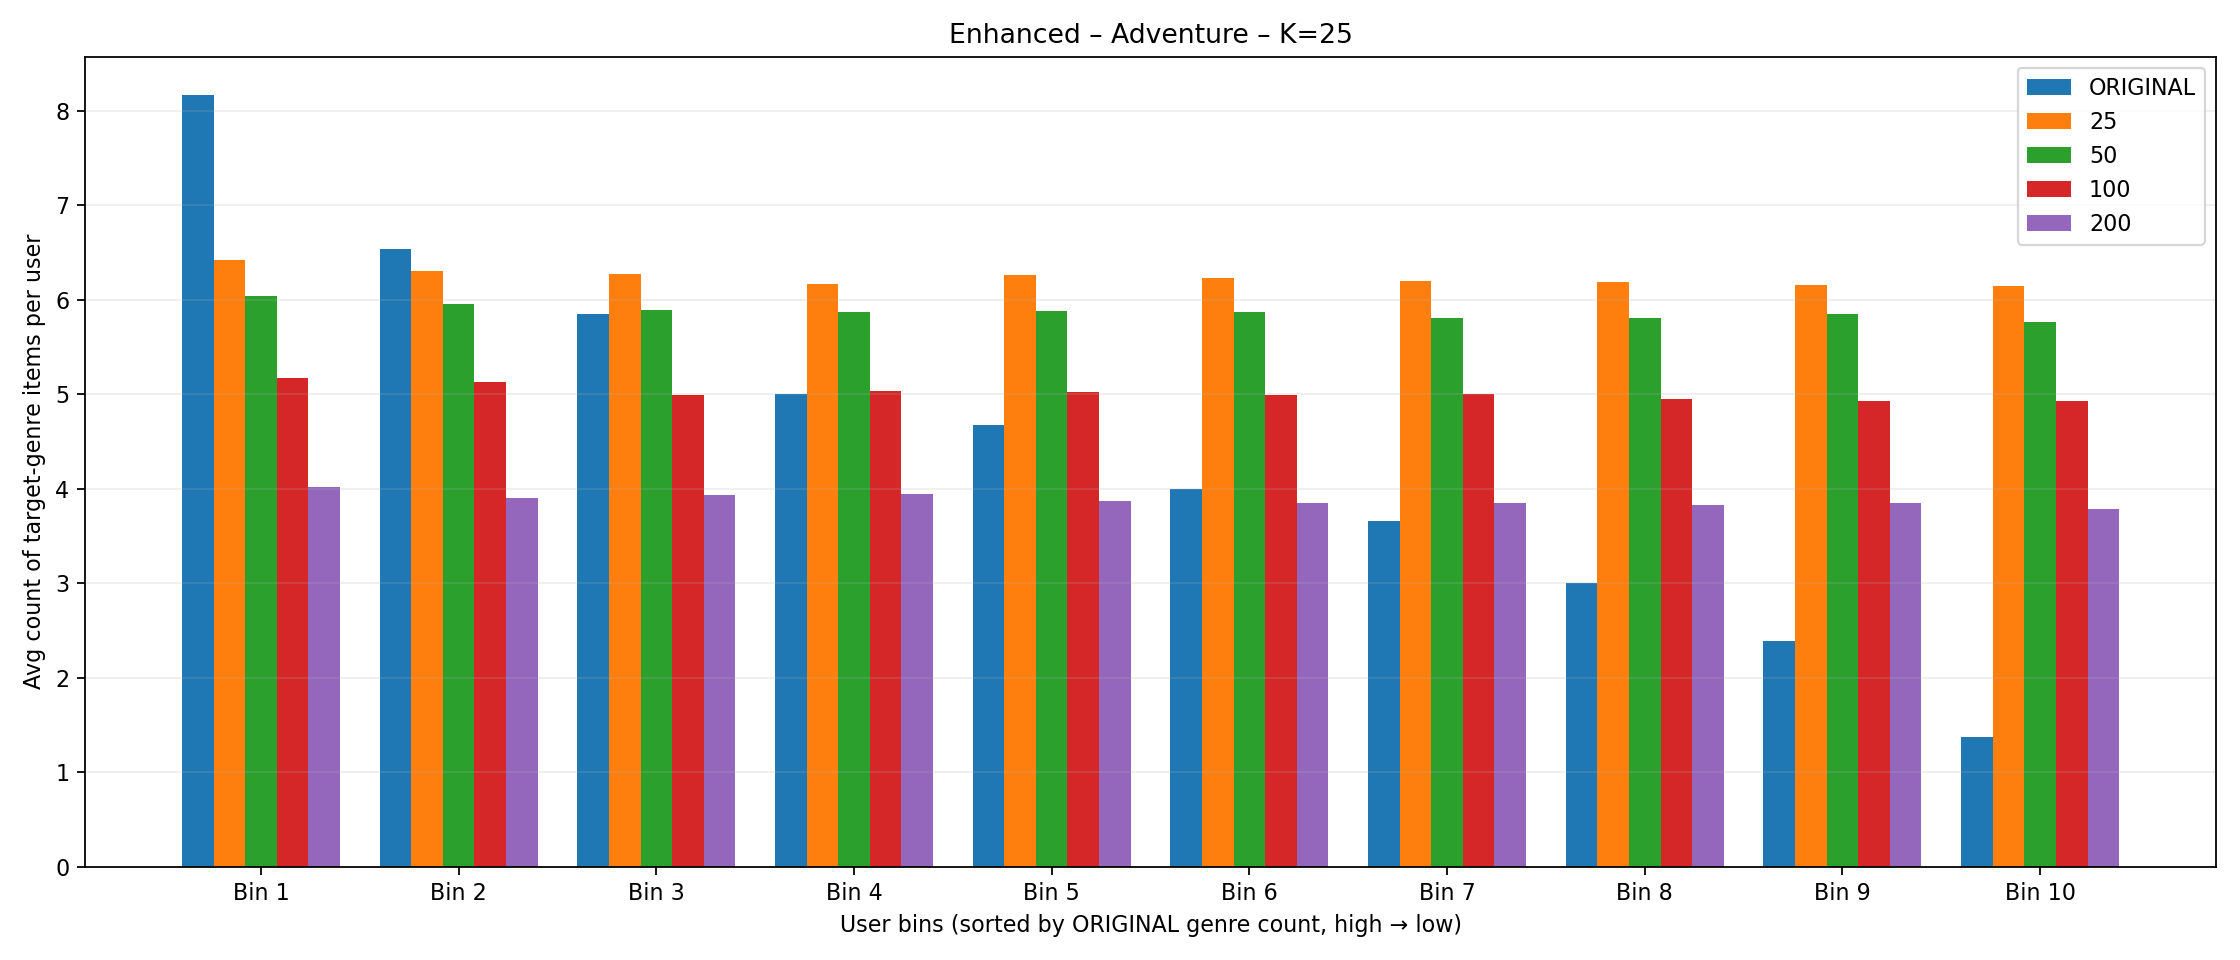 Enhanced – Adventure – K=25
ORIGINAL
25
50
100
200
Avg count of target-genre items per user
8
7
6
5
4
3
2
1
0
Bin 1 Bin 2 Bin 3 Bin 4 Bin 5 Bin 6 Bin 7 Bin 8 Bin 9 Bin 10
User bins (sorted by ORIGINAL genre count, high → low)